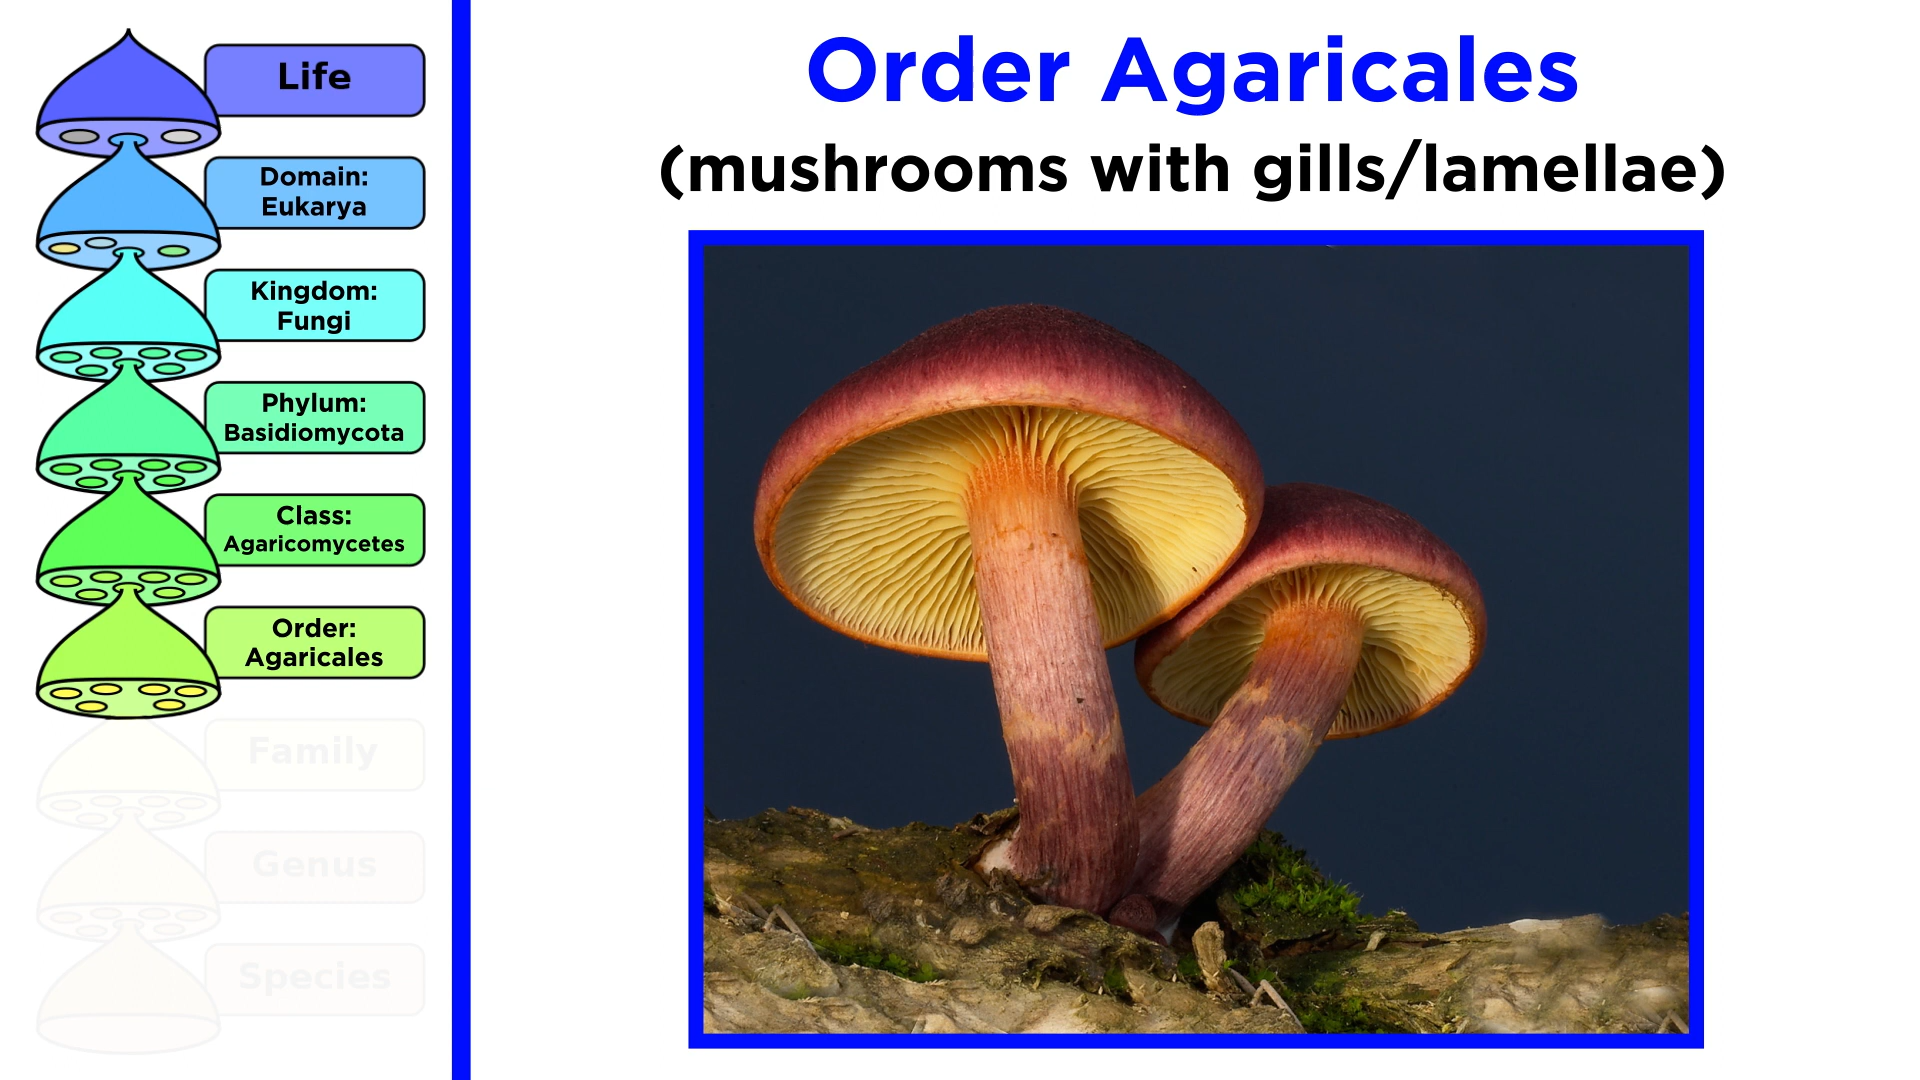 Life
Domain:
Eukarya
Kingdom:
Fungi
Phylum:
Basidiomycota
Class:
Agaricomycetes
Order:
Agaricales
Family
Genus
Species
Order Agaricales
(mushrooms with gills/lamellae)